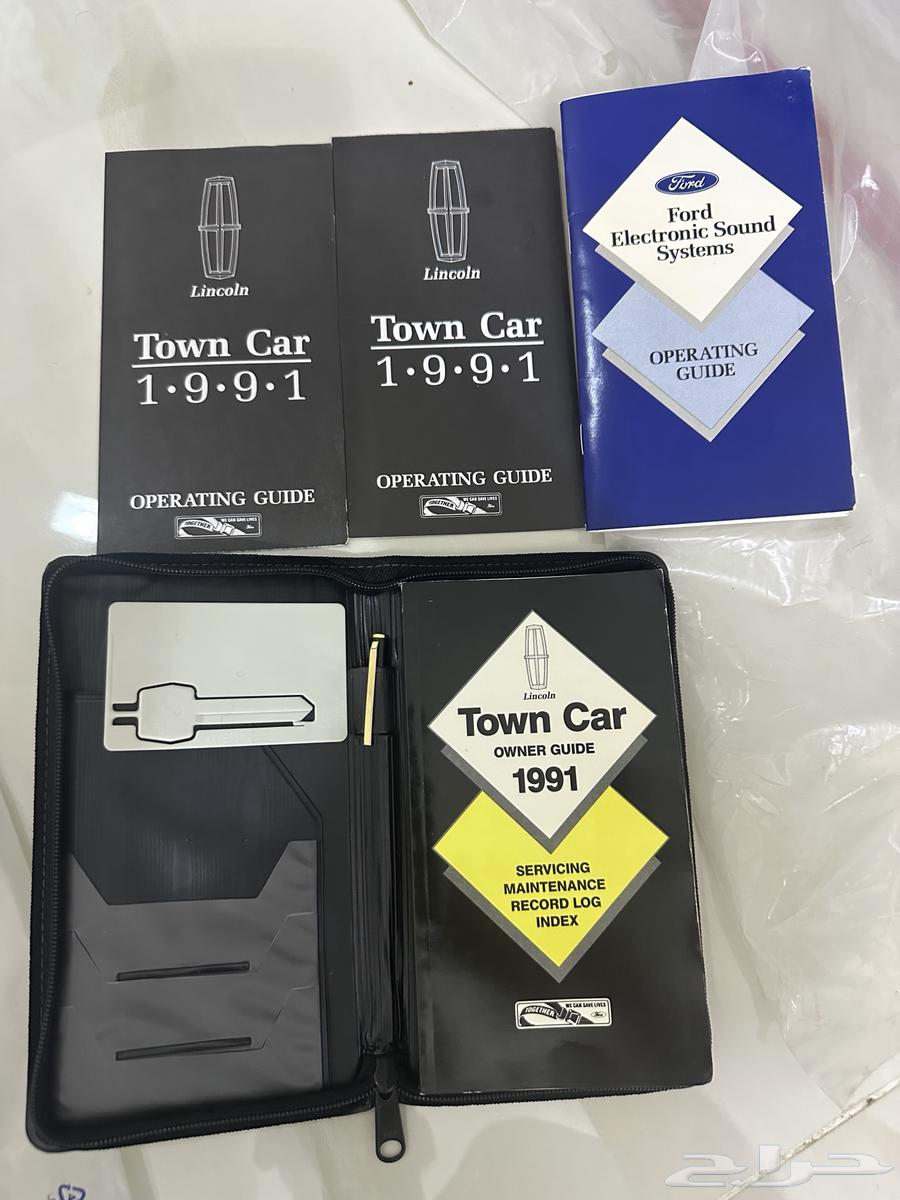 Lincoln
Town Car
1•9•9•1
OPERATING GUIDE
TOGETHER WE CAN SAVE LIVES
Ford
Lincoln
Town Car
1•9•9•1
OPERATING GUIDE
TOGETHER WE CAN SAVE LIVES
Ford
Ford
Ford
Electronic Sound
Systems
OPERATING
GUIDE
Lincoln
Town Car
OWNER GUIDE
1991
SERVICING
MAINTENANCE
RECORD LOG
INDEX
TOGETHER WE CAN SAVE LIVES
Ford
حراج